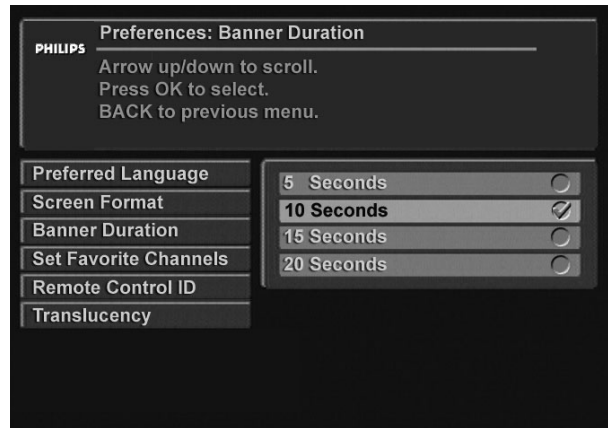 Preferences: Banner Duration
PHILIPS
Arrow up/down to scroll.
Press OK to select.
BACK to previous menu.
Preferred Language
Screen Format
Banner Duration
Set Favorite Channels
Remote Control ID
Translucency
5 Seconds
10 Seconds
15 Seconds
20 Seconds